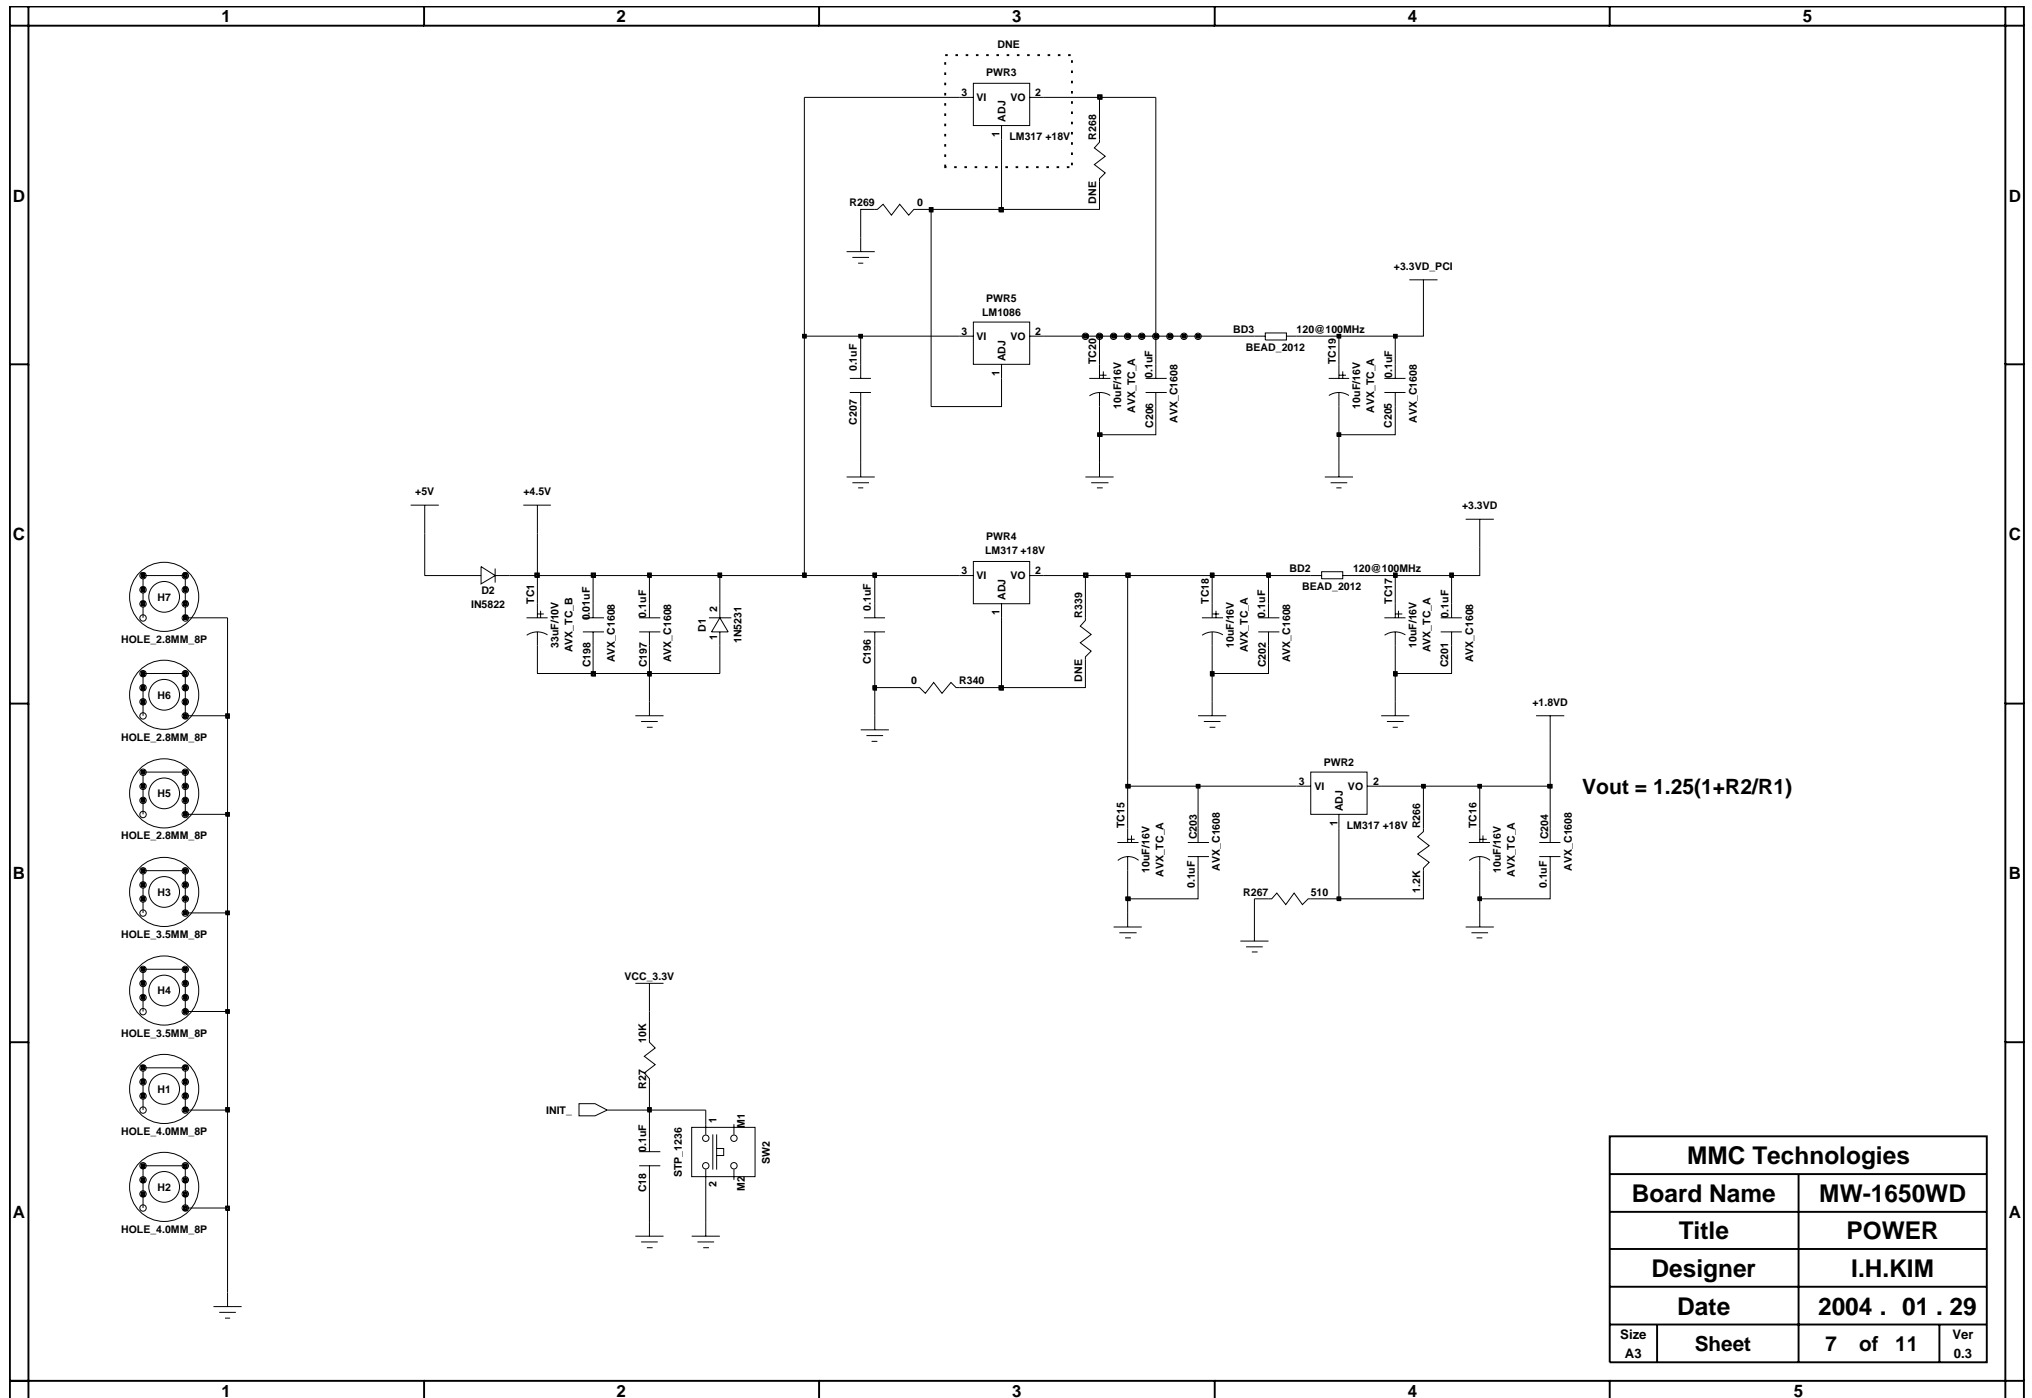 1 2 3 4 5
D
C
B
A
D
C
B
A
DNE
PWR3
3 VI VO 2
ADJ
1
LM317 +18V
R268
DNE
R269 0
PWR5
LM1086
3 VI VO 2
ADJ
1
0.1uF
C207
TC20
10uF/16V
AVX_TC_A
0.1uF
C206
AVX_C1608
BD3 120@100MHz
BEAD_2012
+3.3VD_PCI
TC19
10uF/16V
AVX_TC_A
0.1uF
C205
AVX_C1608
+5V
+4.5V
D2
IN5822
TC1
33uF/10V
AVX_TC_B
0.01uF
C198
AVX_C1608
0.1uF
C197
AVX_C1608
D1
1 2
1N5231
0.1uF
C196
PWR4
LM317 +18V
3 VI VO 2
ADJ
1
R339
DNE
0 R340
TC18
10uF/16V
AVX_TC_A
0.1uF
C202
AVX_C1608
BD2 120@100MHz
BEAD_2012
+3.3VD
TC17
10uF/16V
AVX_TC_A
0.1uF
C201
AVX_C1608
TC15
10uF/16V
AVX_TC_A
C203
0.1uF
AVX_C1608
PWR2
3 VI VO 2
ADJ
1
LM317 +18V
R266
1.2K
R267 510
+1.8VD
TC16
10uF/16V
AVX_TC_A
C204
0.1uF
AVX_C1608
Vout = 1.25(1+R2/R1)
H7
HOLE_2.8MM_8P
H6
HOLE_2.8MM_8P
H5
HOLE_2.8MM_8P
H3
HOLE_3.5MM_8P
H4
HOLE_3.5MM_8P
H1
HOLE_4.0MM_8P
H2
HOLE_4.0MM_8P
VCC_3.3V
10K
R27
INIT_
0.1uF
C18
STP_1236
1
2
M1
M2
SW2
MMC Technologies
Board Name MW-1650WD
Title POWER
Designer I.H.KIM
Date 2004 . 01 . 29
Size A3 Sheet 7 of 11 Ver 0.3
1 2 3 4 5